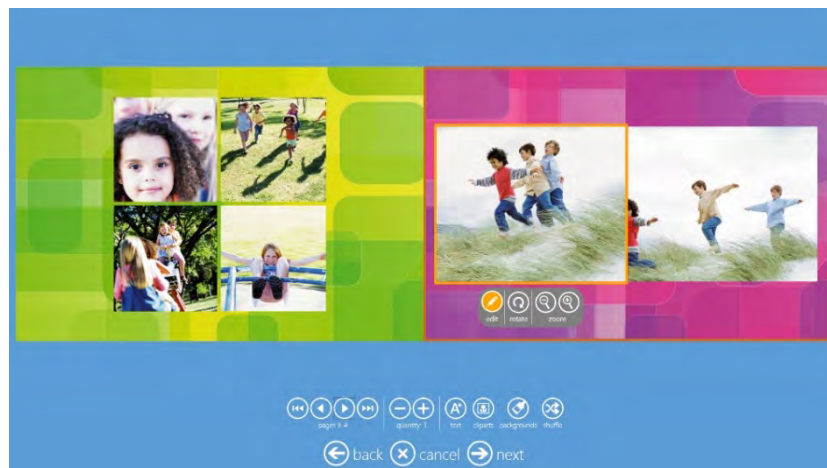 edit rotate zoom
pages 3-4 quantity: 1 text cliparts backgrounds shuffle
back cancel next